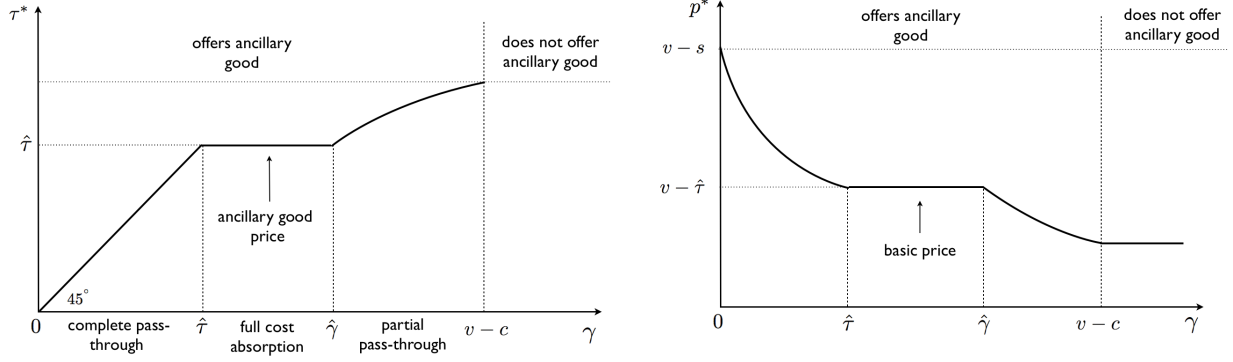 τ*
offers ancillary
good
does not offer
ancillary good
τ̂
ancillary good
price
45°
0
complete pass-
through
τ̂
full cost
absorption
γ̂
partial
pass-through
v − c
γ
p*
offers ancillary
good
does not offer
ancillary good
v − s
v − τ̂
basic price
0
τ̂
γ̂
v − c
γ